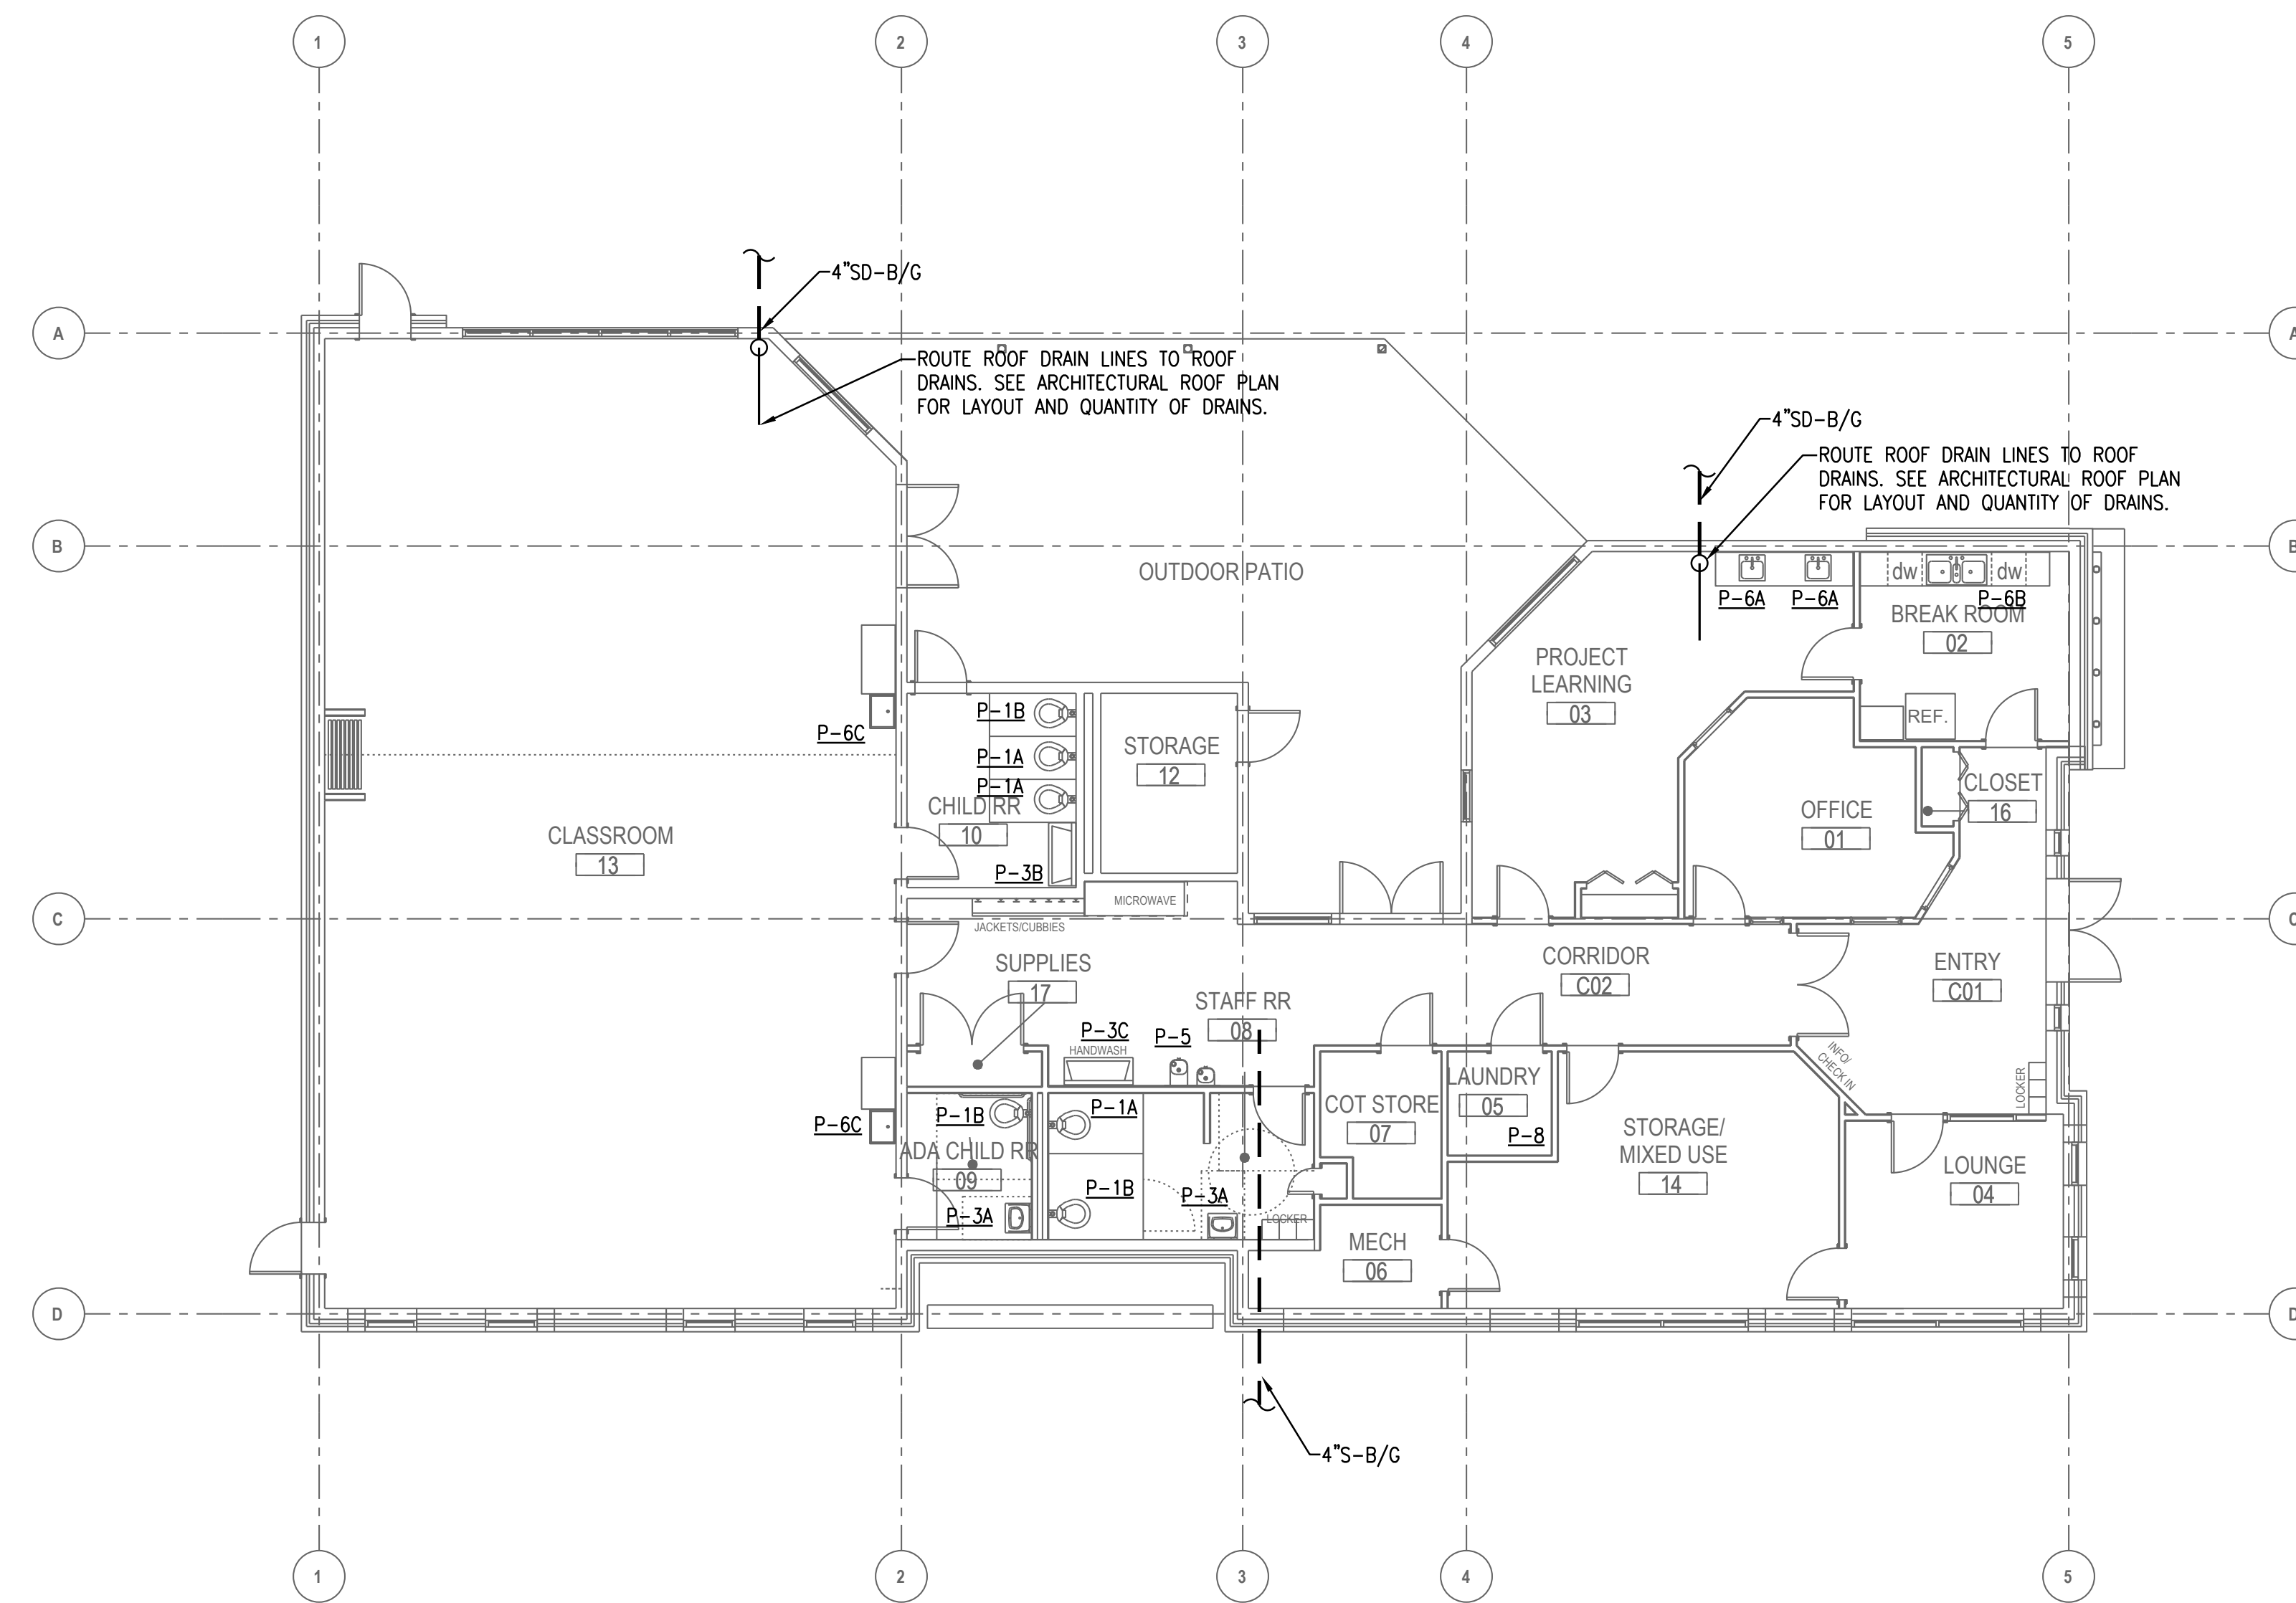 1
2
3
4
5
4"SD-B/G
A
A
ROUTE ROOF DRAIN LINES TO ROOF
DRAINS. SEE ARCHITECTURAL ROOF PLAN
FOR LAYOUT AND QUANTITY OF DRAINS.
4"SD-B/G
ROUTE ROOF DRAIN LINES TO ROOF
DRAINS. SEE ARCHITECTURAL ROOF PLAN
FOR LAYOUT AND QUANTITY OF DRAINS.
B
B
OUTDOOR PATIO
dw
dw
P-6A
P-6A
P-6B
BREAK ROOM
02
PROJECT
LEARNING
03
P-1B
REF.
P-6C
STORAGE
12
P-1A
P-1A
CLOSET
16
CHILD RR
10
OFFICE
01
CLASSROOM
13
P-3B
MICROWAVE
C
C
JACKETS/CUBBIES
SUPPLIES
17
CORRIDOR
C02
ENTRY
C01
STAFF RR
08
P-3C
P-5
HANDWASH
INFO/
CHECK IN
LOCKER
LAUNDRY
05
COT STORE
07
P-1B
P-1A
P-6C
P-8
STORAGE/
MIXED USE
14
ADA CHILD RR
09
LOUNGE
04
P-1B
P-3A
P-3A
LOCKER
MECH
06
D
D
4"S-B/G
1
2
3
4
5